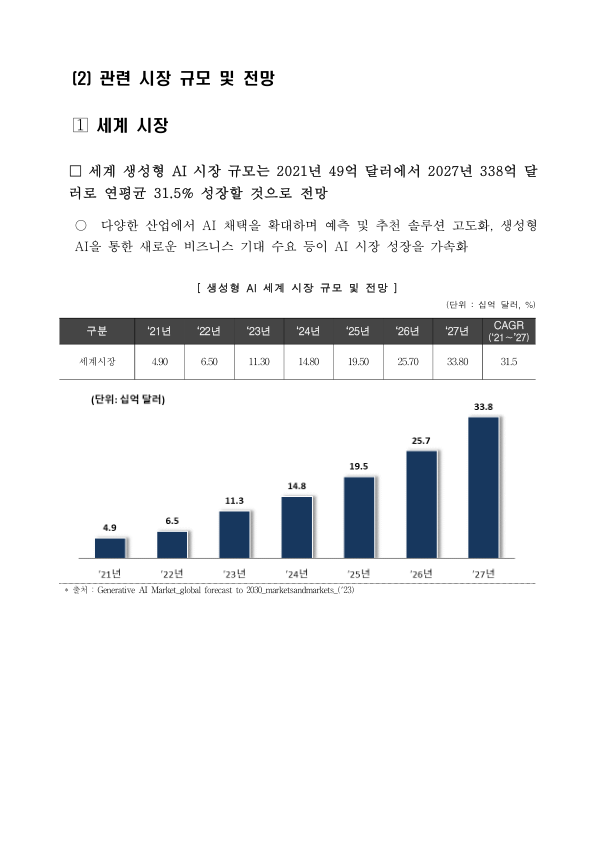 (2) 관련 시장 규모 및 전망
1 세계 시장
□ 세계 생성형 AI 시장 규모는 2021년 49억 달러에서 2027년 338억 달
러로 연평균 31.5% 성장할 것으로 전망
○ 다양한 산업에서 AI 채택을 확대하며 예측 및 추천 솔루션 고도화, 생성형
AI을 통한 새로운 비즈니스 기대 수요 등이 AI 시장 성장을 가속화
[ 생성형 AI 세계 시장 규모 및 전망 ]
(단위 : 십억 달러, %)
구분 ‘21년 ‘22년 ‘23년 ‘24년 ‘25년 ‘26년 ‘27년 CAGR
(‘21∼’27)
세계시장 4.90 6.50 11.30 14.80 19.50 25.70 33.80 31.5
(단위: 십억 달러)
4.9 6.5 11.3 14.8 19.5 25.7 33.8
’21년 ’22년 ’23년 ’24년 ’25년 ’26년 ’27년
* 출처 : Generative AI Market_global forecast to 2030_marketsandmarkets_(’23)